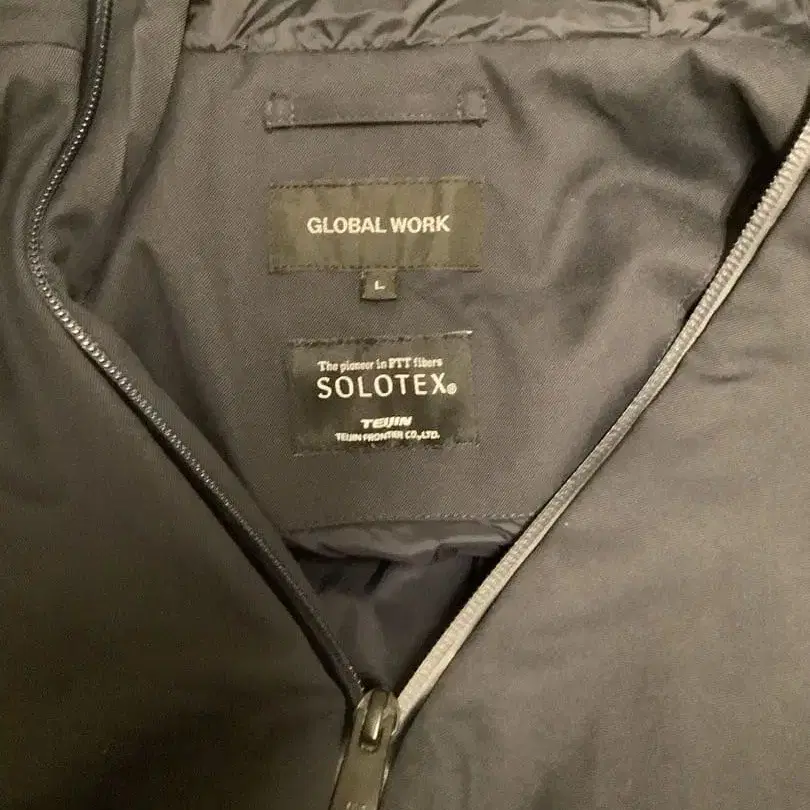 GLOBAL WORK
L
The pioneer in PTT fibers
SOLOTEX®
TEIJIN
TEIJIN FRONTIER CO.,LTD.